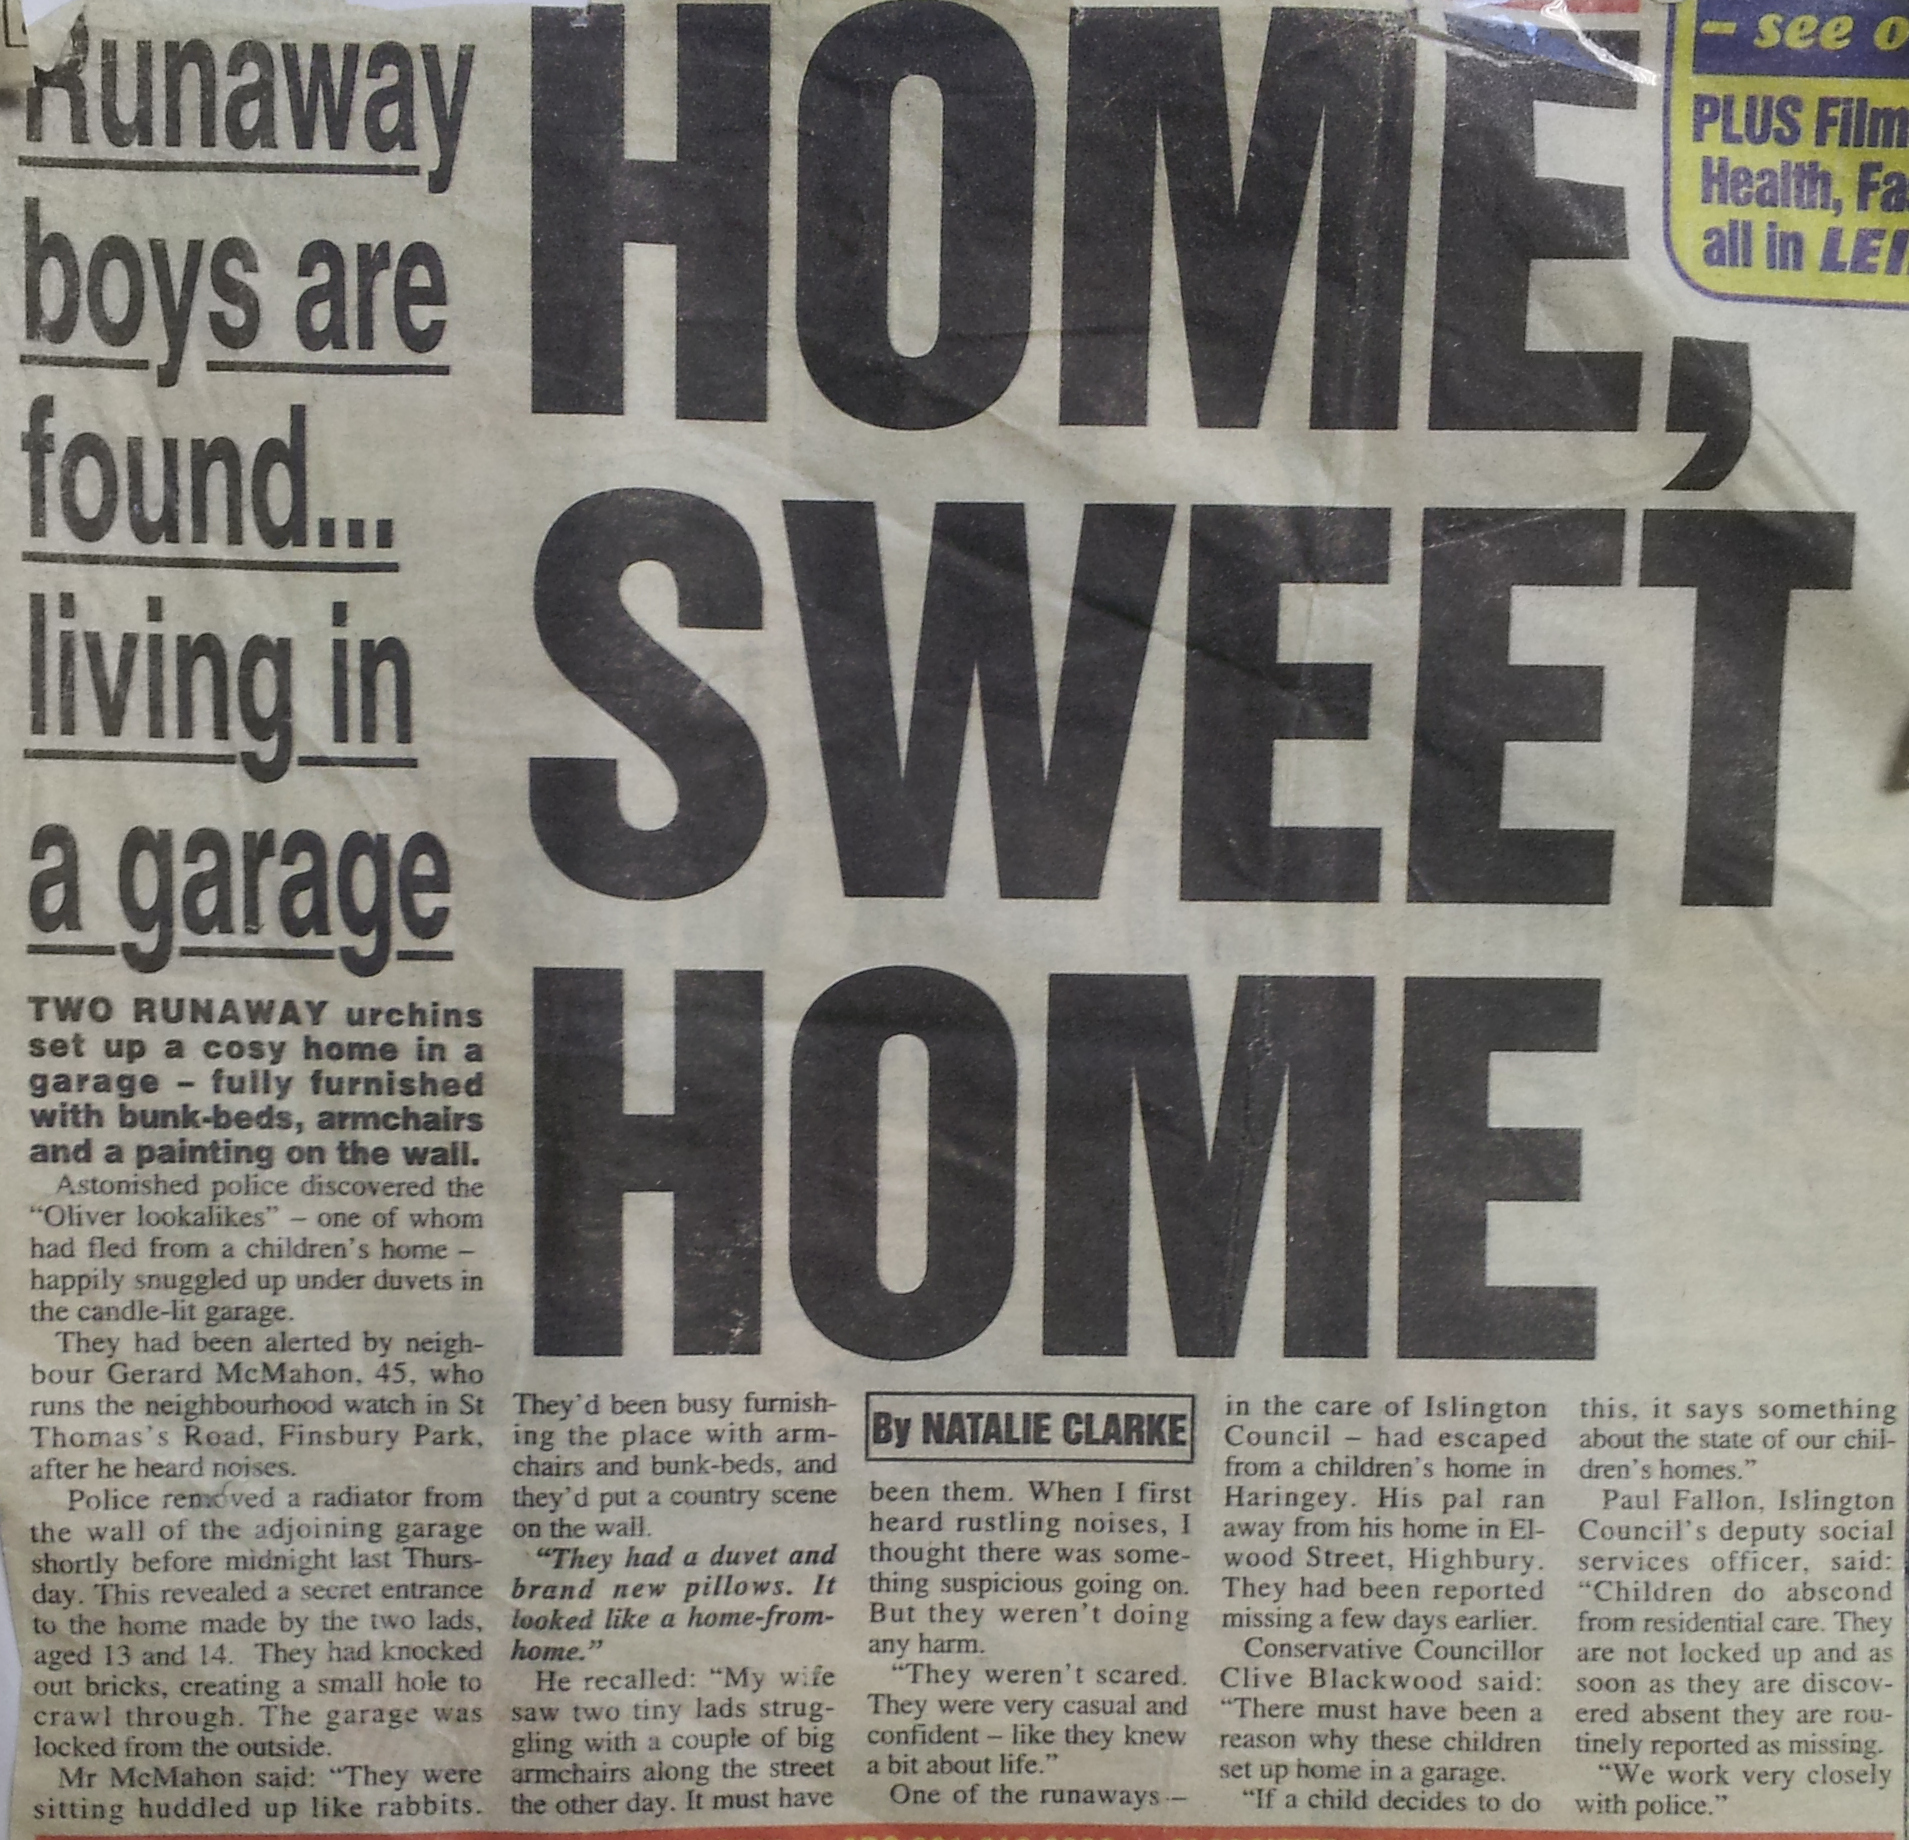 Runaway
boys are
found...
living in
a garage
HOME,
SWEET
HOME
– see o
PLUS Film
Health, Fa
all in LEI
TWO RUNAWAY urchins
set up a cosy home in a
garage – fully furnished
with bunk-beds, armchairs
and a painting on the wall.
Astonished police discovered the
“Oliver lookalikes” – one of whom
had fled from a children’s home –
happily snuggled up under duvets in
the candle-lit garage.
They had been alerted by neigh-
bour Gerard McMahon, 45, who
runs the neighbourhood watch in St
Thomas’s Road, Finsbury Park,
after he heard noises.
Police removed a radiator from
the wall of the adjoining garage
shortly before midnight last Thurs-
day. This revealed a secret entrance
to the home made by the two lads,
aged 13 and 14. They had knocked
out bricks, creating a small hole to
crawl through. The garage was
locked from the outside.
Mr McMahon said: “They were
sitting huddled up like rabbits.
They’d been busy furnish-
ing the place with arm-
chairs and bunk-beds, and
they’d put a country scene
on the wall.
“They had a duvet and
brand new pillows. It
looked like a home-from-
home.”
He recalled: “My wife
saw two tiny lads strug-
gling with a couple of big
armchairs along the street
the other day. It must have
By NATALIE CLARKE
been them. When I first
heard rustling noises, I
thought there was some-
thing suspicious going on.
But they weren’t doing
any harm.
“They weren’t scared.
They were very casual and
confident – like they knew
a bit about life.”
One of the runaways –
in the care of Islington
Council – had escaped
from a children’s home in
Haringey. His pal ran
away from his home in El-
wood Street, Highbury.
They had been reported
missing a few days earlier.
Conservative Councillor
Clive Blackwood said:
“There must have been a
reason why these children
set up home in a garage.
“If a child decides to do
this, it says something
about the state of our chil-
dren’s homes.”
Paul Fallon, Islington
Council’s deputy social
services officer, said:
“Children do abscond
from residential care. They
are not locked up and as
soon as they are discov-
ered absent they are rou-
tinely reported as missing.
“We work very closely
with police.”